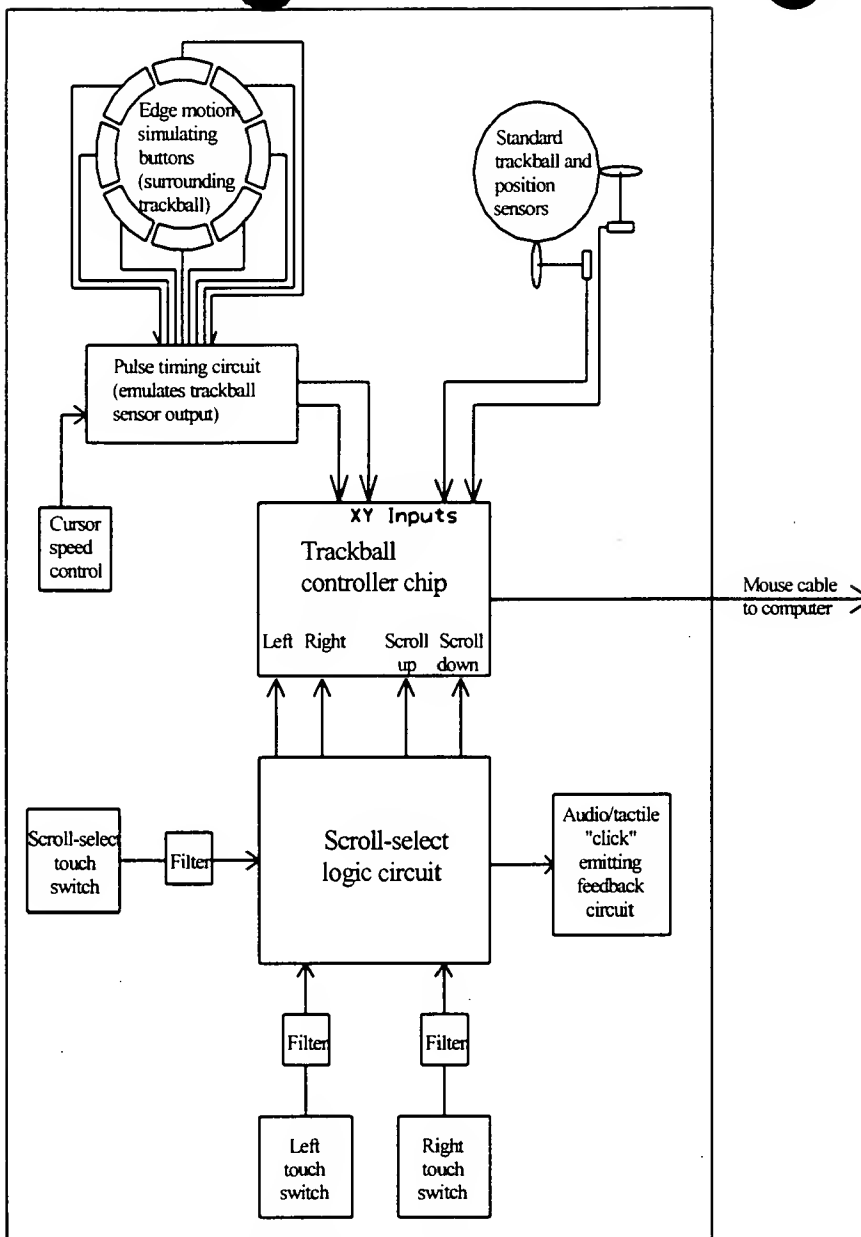 Edge motion
simulating
buttons
(surrounding
trackball)
Standard
trackball and
position
sensors
Pulse timing circuit
(emulates trackball
sensor output)
Cursor
speed
control
XY Inputs
Trackball
controller chip
Left Right Scroll up Scroll down
Mouse cable
to computer
Scroll-select
touch
switch
Filter
Scroll-select
logic circuit
Audio/tactile
"click"
emitting
feedback
circuit
Filter
Filter
Left
touch
switch
Right
touch
switch